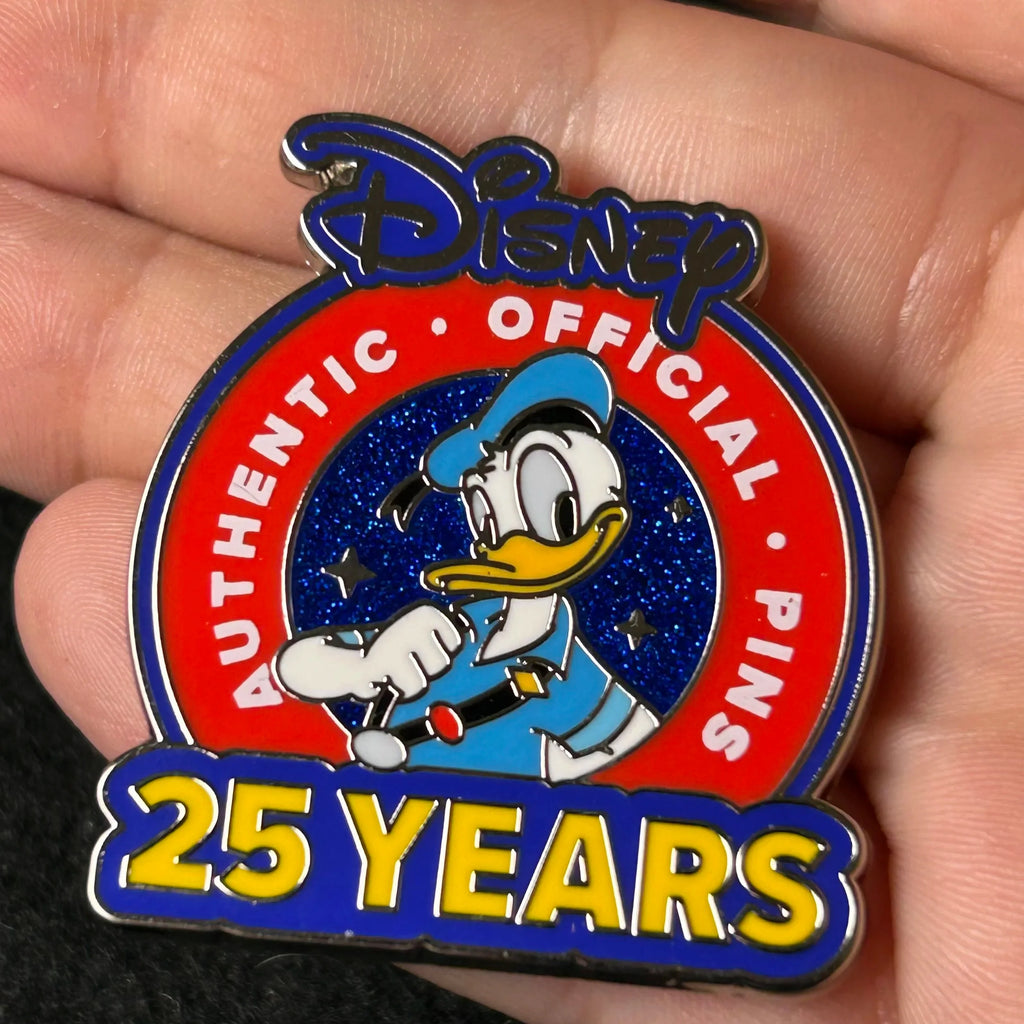 Disney
AUTHENTIC · OFFICIAL · PINS
25 YEARS